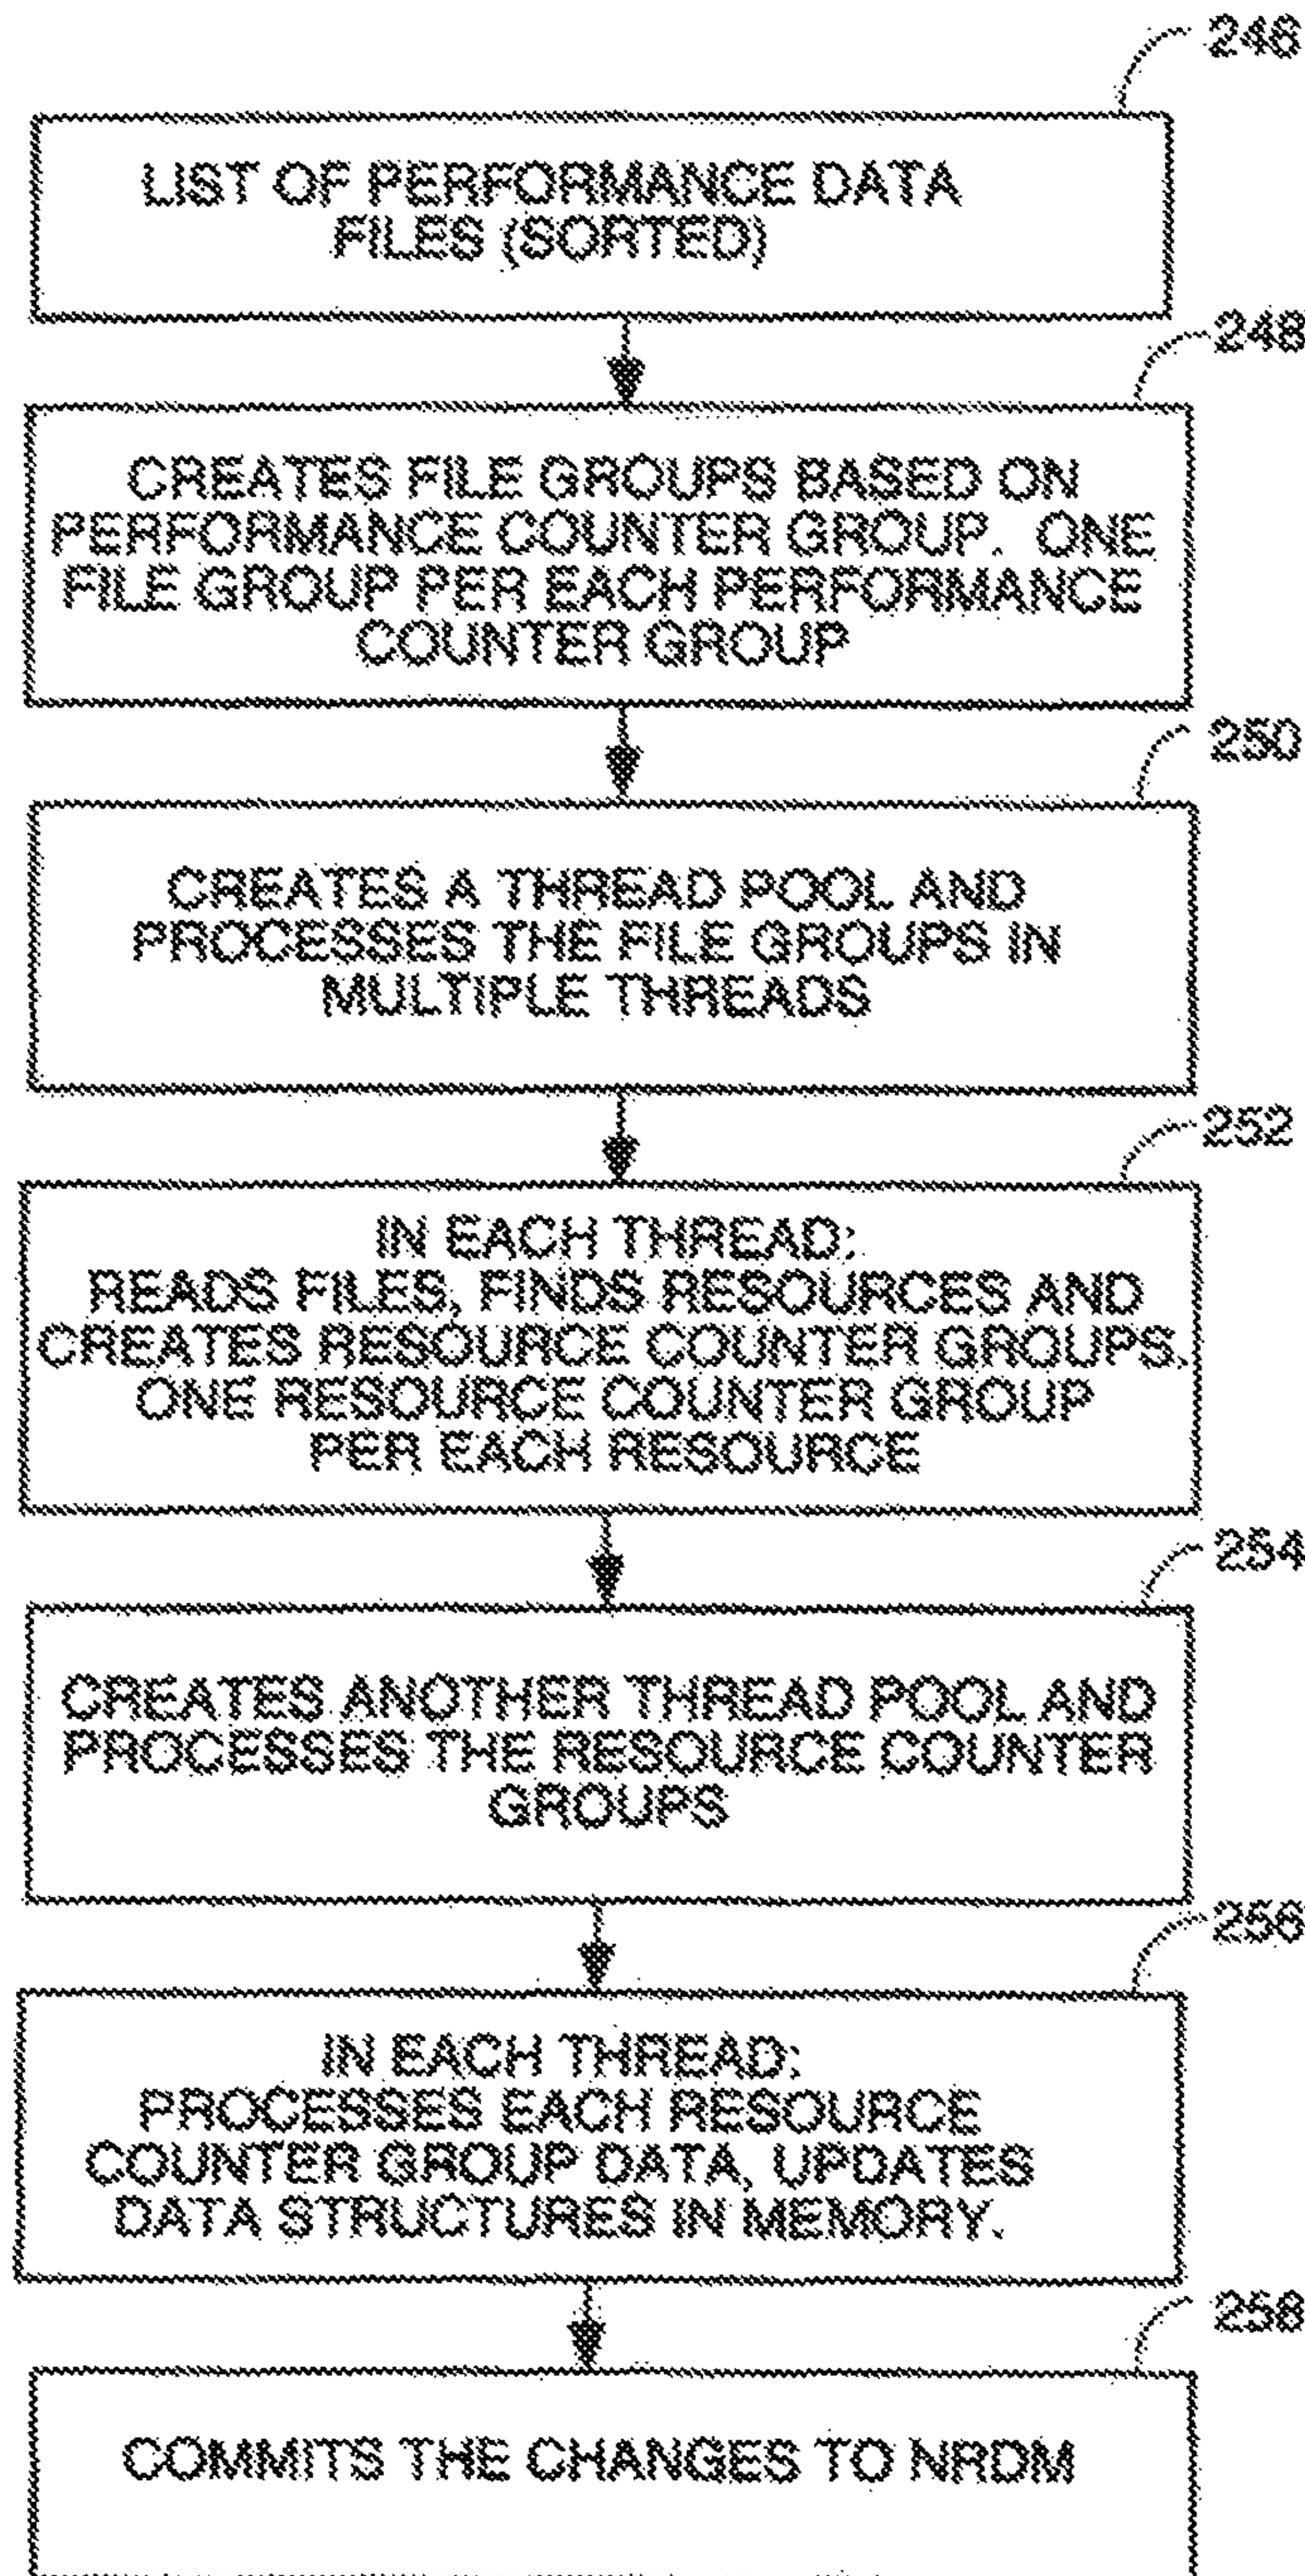 246
LIST OF PERFORMANCE DATA
FILES (SORTED)
248
CREATES FILE GROUPS BASED ON
PERFORMANCE COUNTER GROUP. ONE
FILE GROUP PER EACH PERFORMANCE
COUNTER GROUP
250
CREATES A THREAD POOL AND
PROCESSES THE FILE GROUPS IN
MULTIPLE THREADS
252
IN EACH THREAD:
READS FILES, FINDS RESOURCES AND
CREATES RESOURCE COUNTER GROUPS.
ONE RESOURCE COUNTER GROUP
PER EACH RESOURCE
254
CREATES ANOTHER THREAD POOL AND
PROCESSES THE RESOURCE COUNTER
GROUPS
256
IN EACH THREAD:
PROCESSES EACH RESOURCE
COUNTER GROUP DATA, UPDATES
DATA STRUCTURES IN MEMORY.
258
COMMITS THE CHANGES TO NRDM